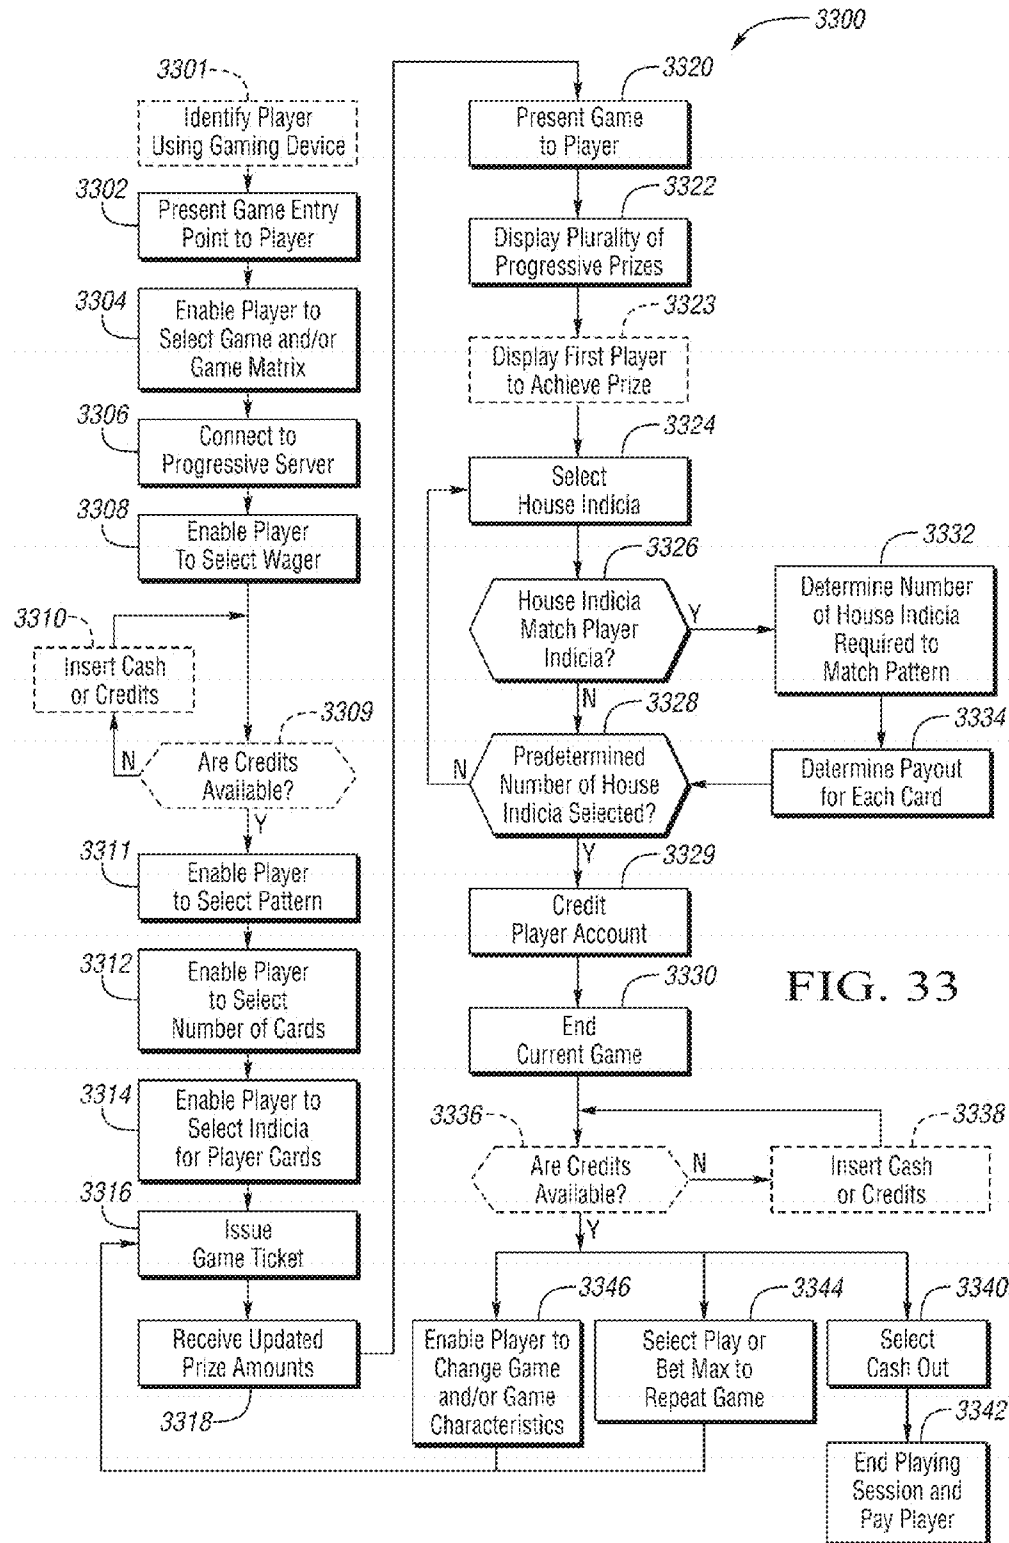 3300
3301
Identify Player
Using Gaming Device
3302
Present Game Entry
Point to Player
3304
Enable Player to
Select Game and/or
Game Matrix
3306
Connect to
Progressive Server
3308
Enable Player
To Select Wager
3310
Insert Cash
or Credits
3309
Are Credits
Available?
N
Y
3311
Enable Player
to Select Pattern
3312
Enable Player
to Select
Number of Cards
3314
Enable Player to
Select Indicia
for Player Cards
3316
Issue
Game Ticket
Receive Updated
Prize Amounts
3318
3320
Present Game
to Player
3322
Display Plurality of
Progressive Prizes
3323
Display First Player
to Achieve Prize
3324
Select
House Indicia
3326
House Indicia
Match Player
Indicia?
Y
N
3332
Determine Number
of House Indicia
Required to
Match Pattern
3334
Determine Payout
for Each Card
3328
Predetermined
Number of House
Indicia Selected?
N
Y
3329
Credit
Player Account
3330
End
Current Game
FIG. 33
3336
Are Credits
Available?
N
Y
3338
Insert Cash
or Credits
3346
Enable Player to
Change Game
and/or Game
Characteristics
3344
Select Play or
Bet Max to
Repeat Game
3340
Select
Cash Out
3342
End Playing
Session and
Pay Player